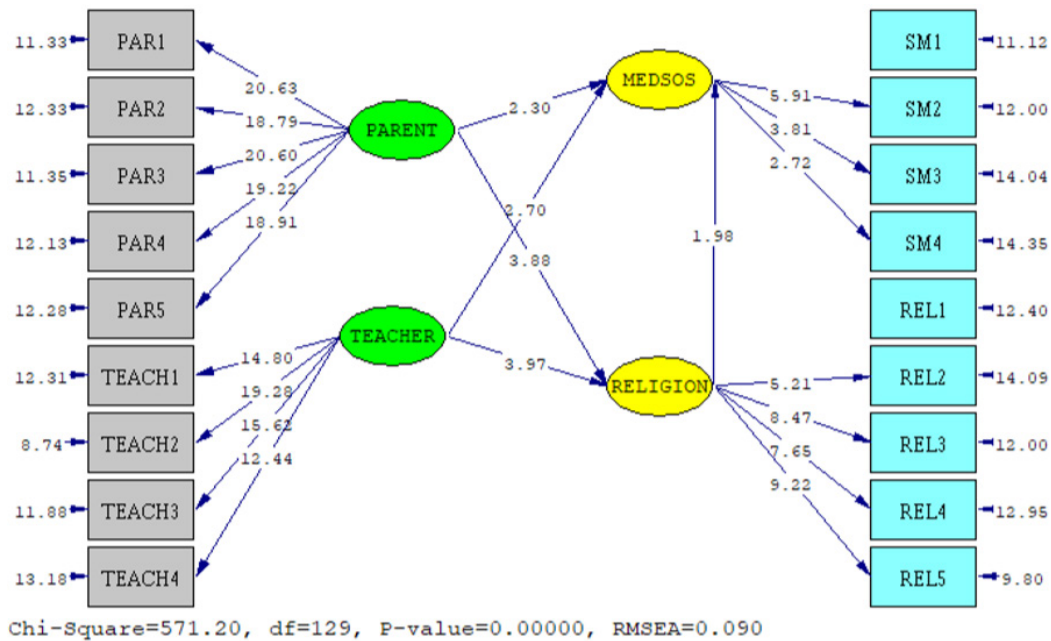 11.33 PAR1 SM1 11.12
20.63 MEDSOS 5.91
12.33 PAR2 18.79 PARENT 2.30 3.81 SM2 12.00
20.60 2.72
11.35 PAR3 19.22 SM3 14.04
18.91 2.70
12.13 PAR4 3.88 1.98 SM4 14.35
12.28 PAR5 REL1 12.40
TEACHER
14.80 3.97
12.31 TEACH1 19.28 RELIGION 5.21 REL2 14.09
15.62 8.47
8.74 TEACH2 12.44 7.65 REL3 12.00
9.22
11.88 TEACH3 REL4 12.95
13.18 TEACH4 REL5 9.80
Chi-Square=571.20, df=129, P-value=0.00000, RMSEA=0.090